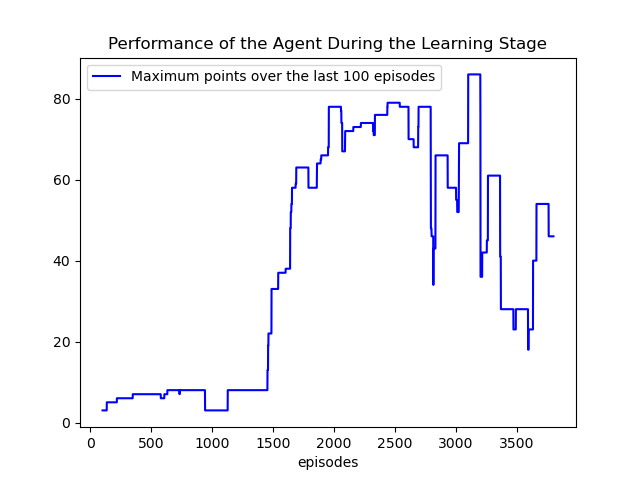 Performance of the Agent During the Learning Stage
Maximum points over the last 100 episodes
80
60
40
20
0
0 500 1000 1500 2000 2500 3000 3500
episodes